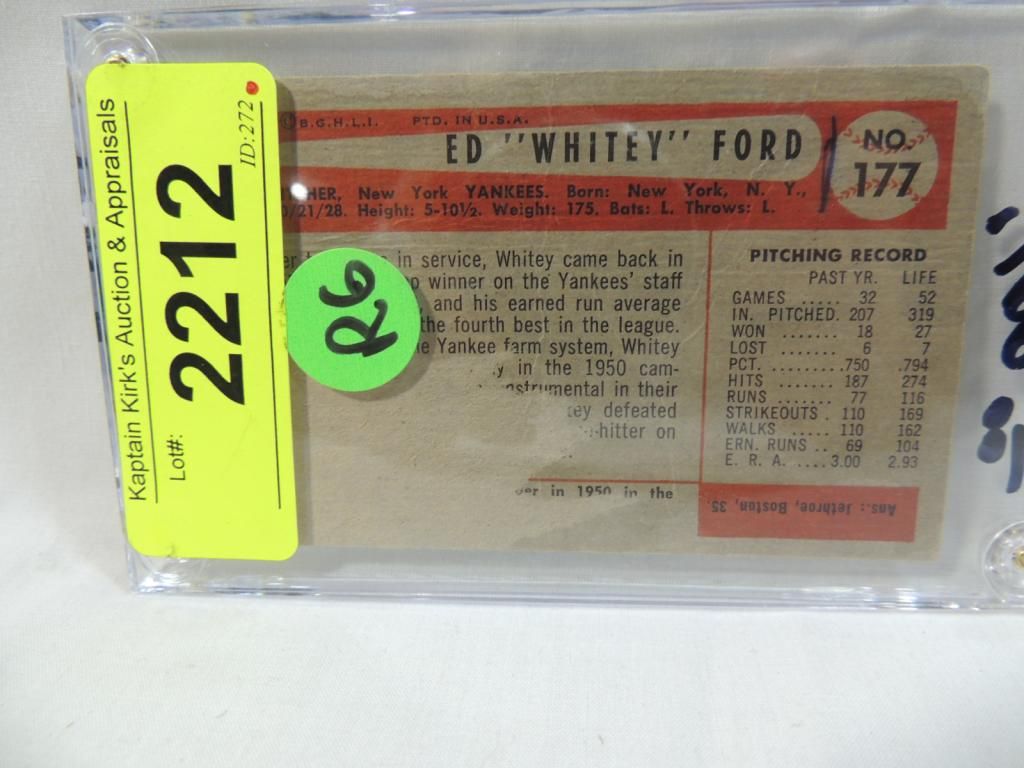 Kaptain Kirk's Auction & Appraisals
Lot#:
2212
ID:272
R6
© B.G.H.L.I. PTD. IN U.S.A.
ED "WHITEY" FORD
NO.
177
New York YANKEES. Born: New York, N. Y.,
/21/28. Height: 5-10½. Weight: 175. Bats: L. Throws: L.
in service, Whitey came back in
winner on the Yankees' staff
and his earned run average
the fourth best in the league.
Yankee farm system, Whitey
in the 1950 cam-
in their
defeated
-hitter on
in 1950 in the
PITCHING RECORD
PAST YR. LIFE
GAMES ..... 32 52
IN. PITCHED. 207 319
WON ....... 18 27
LOST ....... 6 7
PCT. ......... .750 .794
HITS ....... 187 274
RUNS ....... 77 116
STRIKEOUTS . 110 169
WALKS ..... 110 162
ERN. RUNS .. 69 104
E. R. A. .... 3.00 2.93
Ans.: Jethroe, Boston, 35.